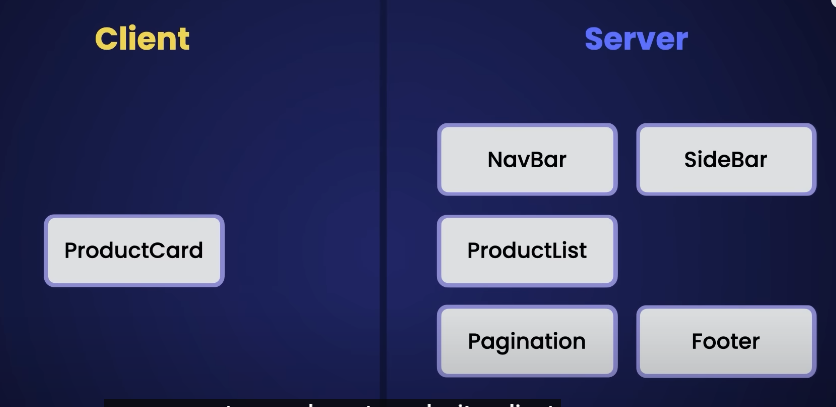 Client
Server
NavBar
SideBar
ProductCard
ProductList
Pagination
Footer